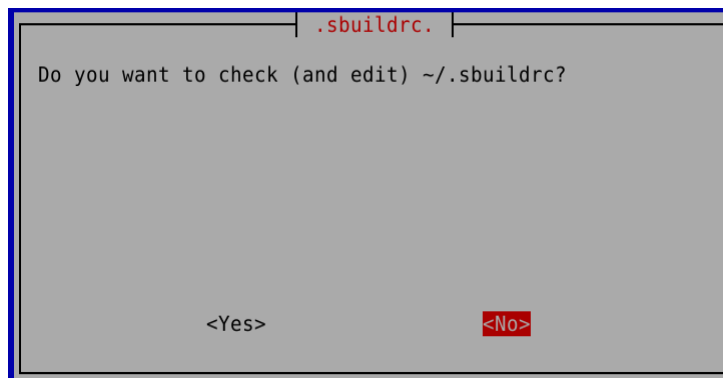 .sbuildrc.
Do you want to check (and edit) ~/.sbuildrc?
<Yes> <No>